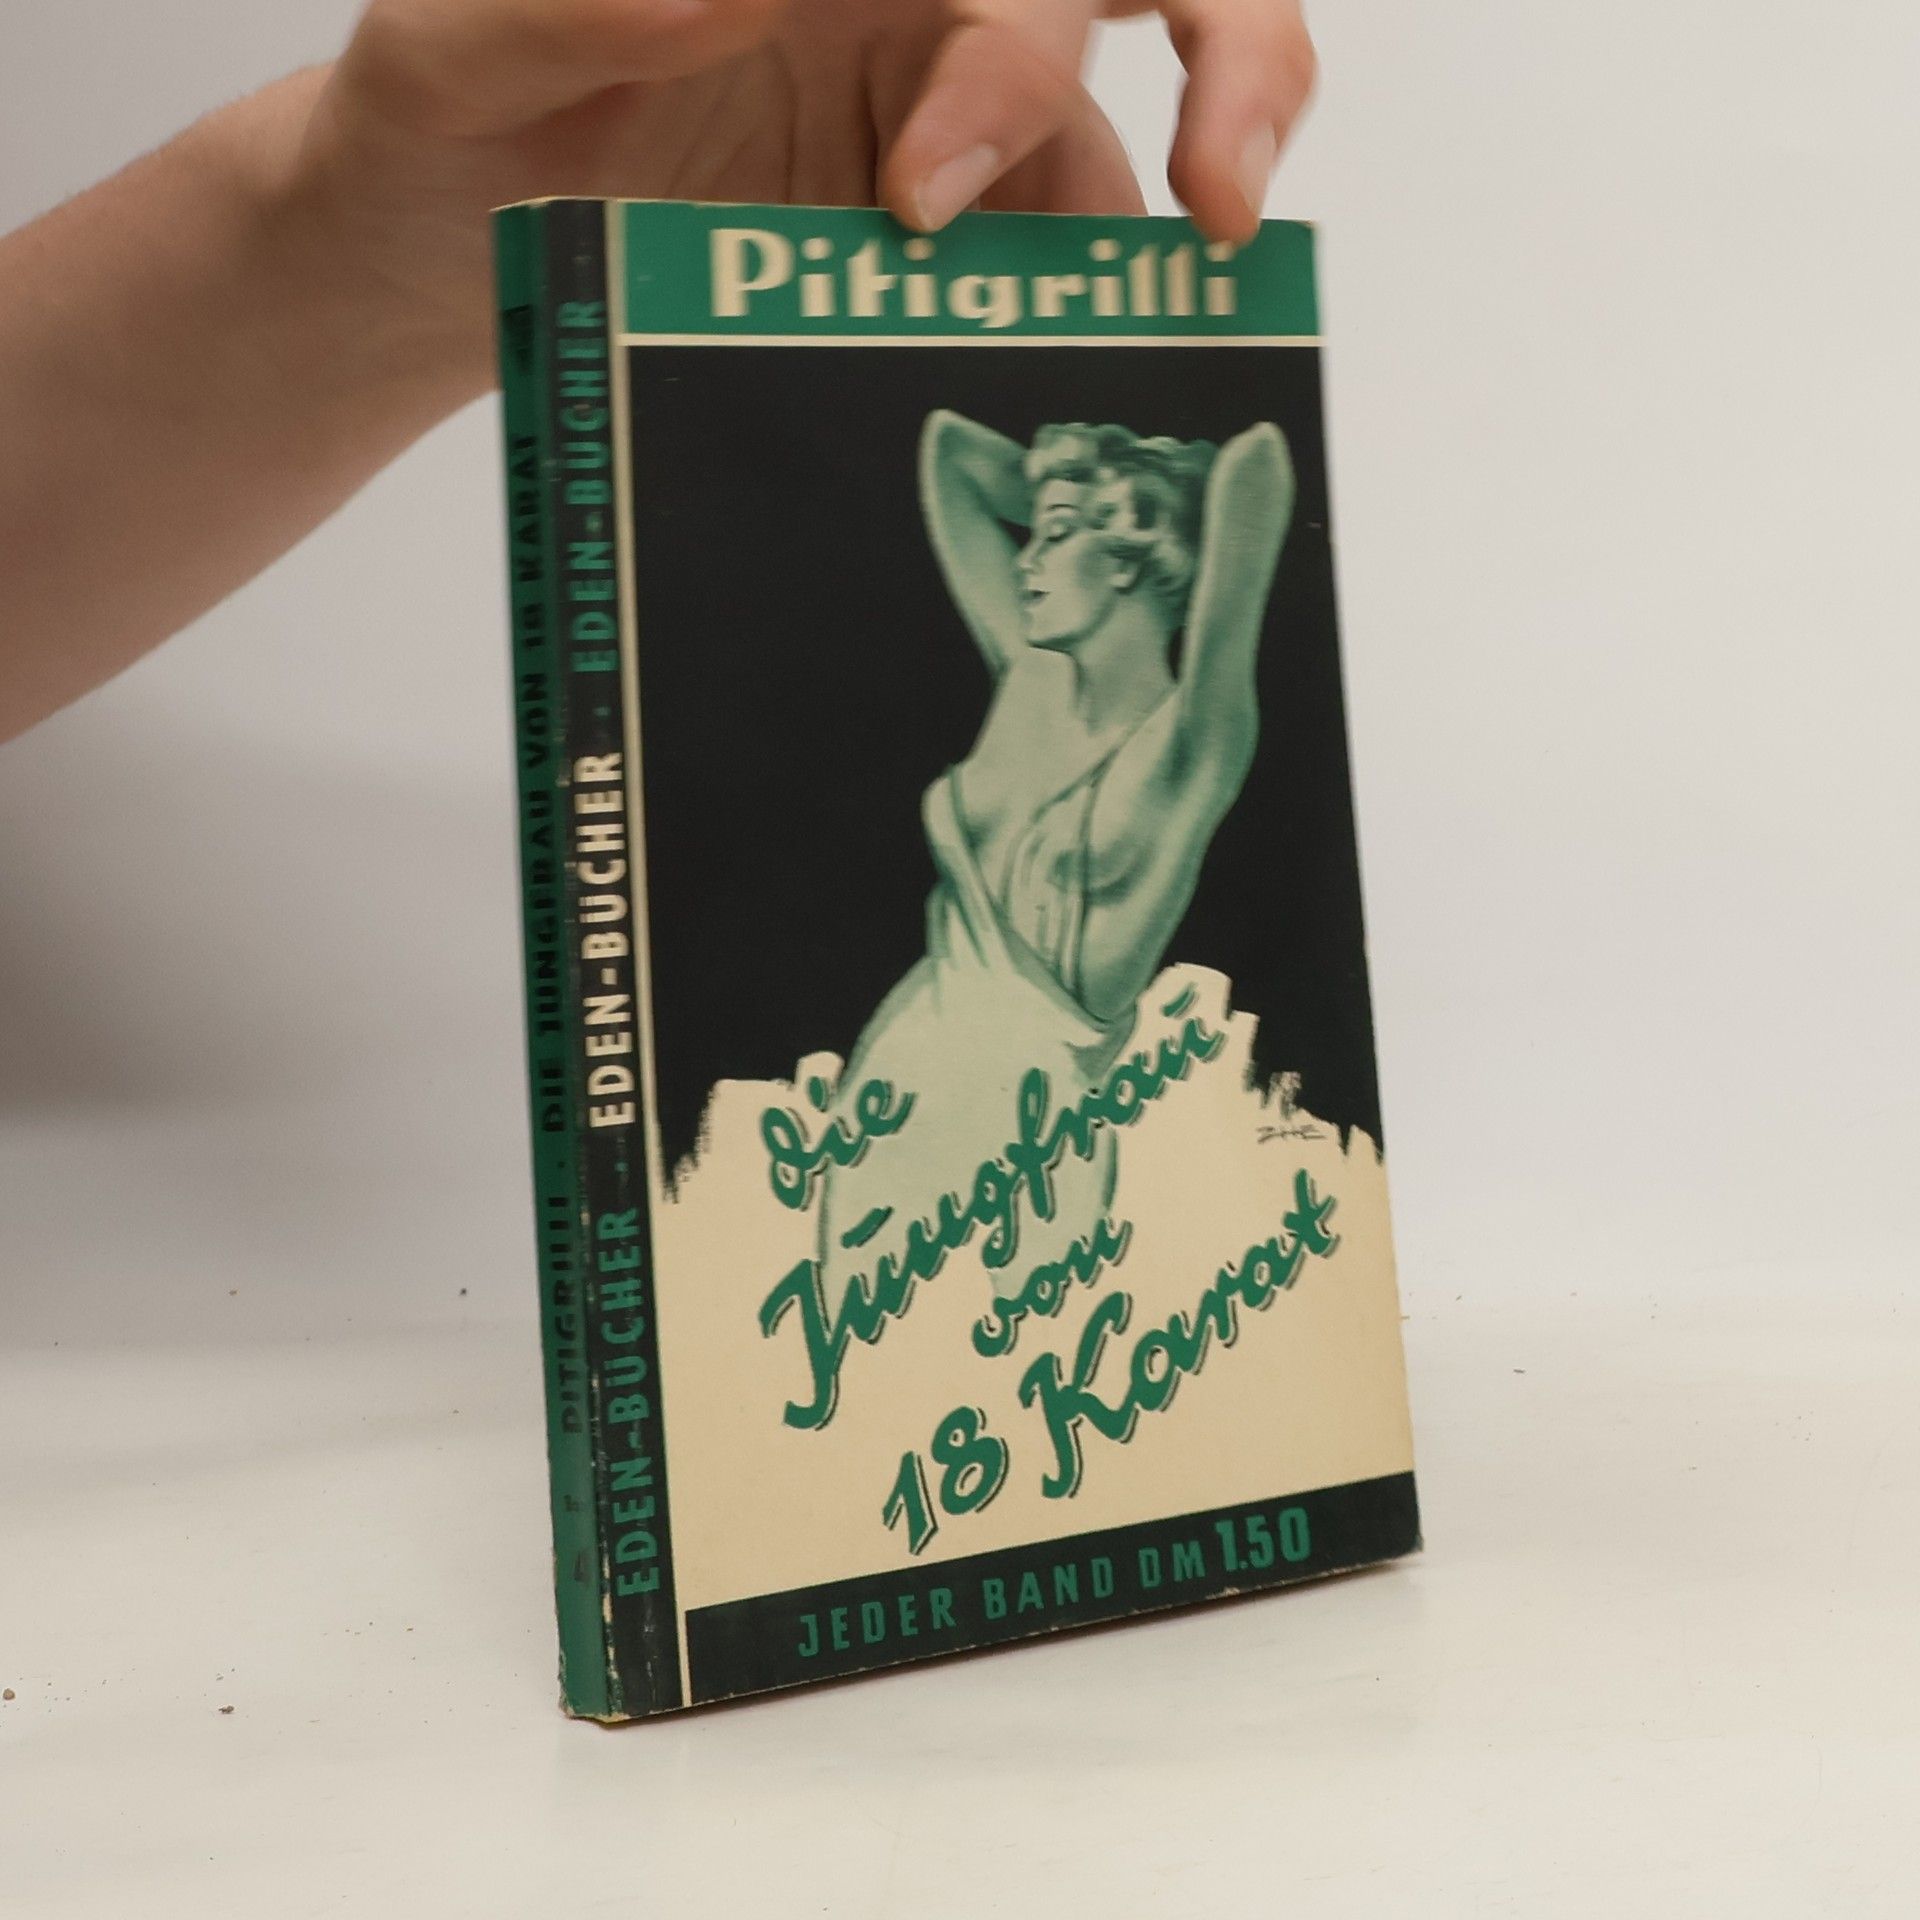 Pitigrilli
die
Jungfrau
von
18 Karat
JEDER BAND DM 1.50
EDEN-BÜCHER · EDEN-BÜCHER · EDEN-BÜCHER
PITIGRILLI · DIE JUNGFRAU VON 18 KARAT